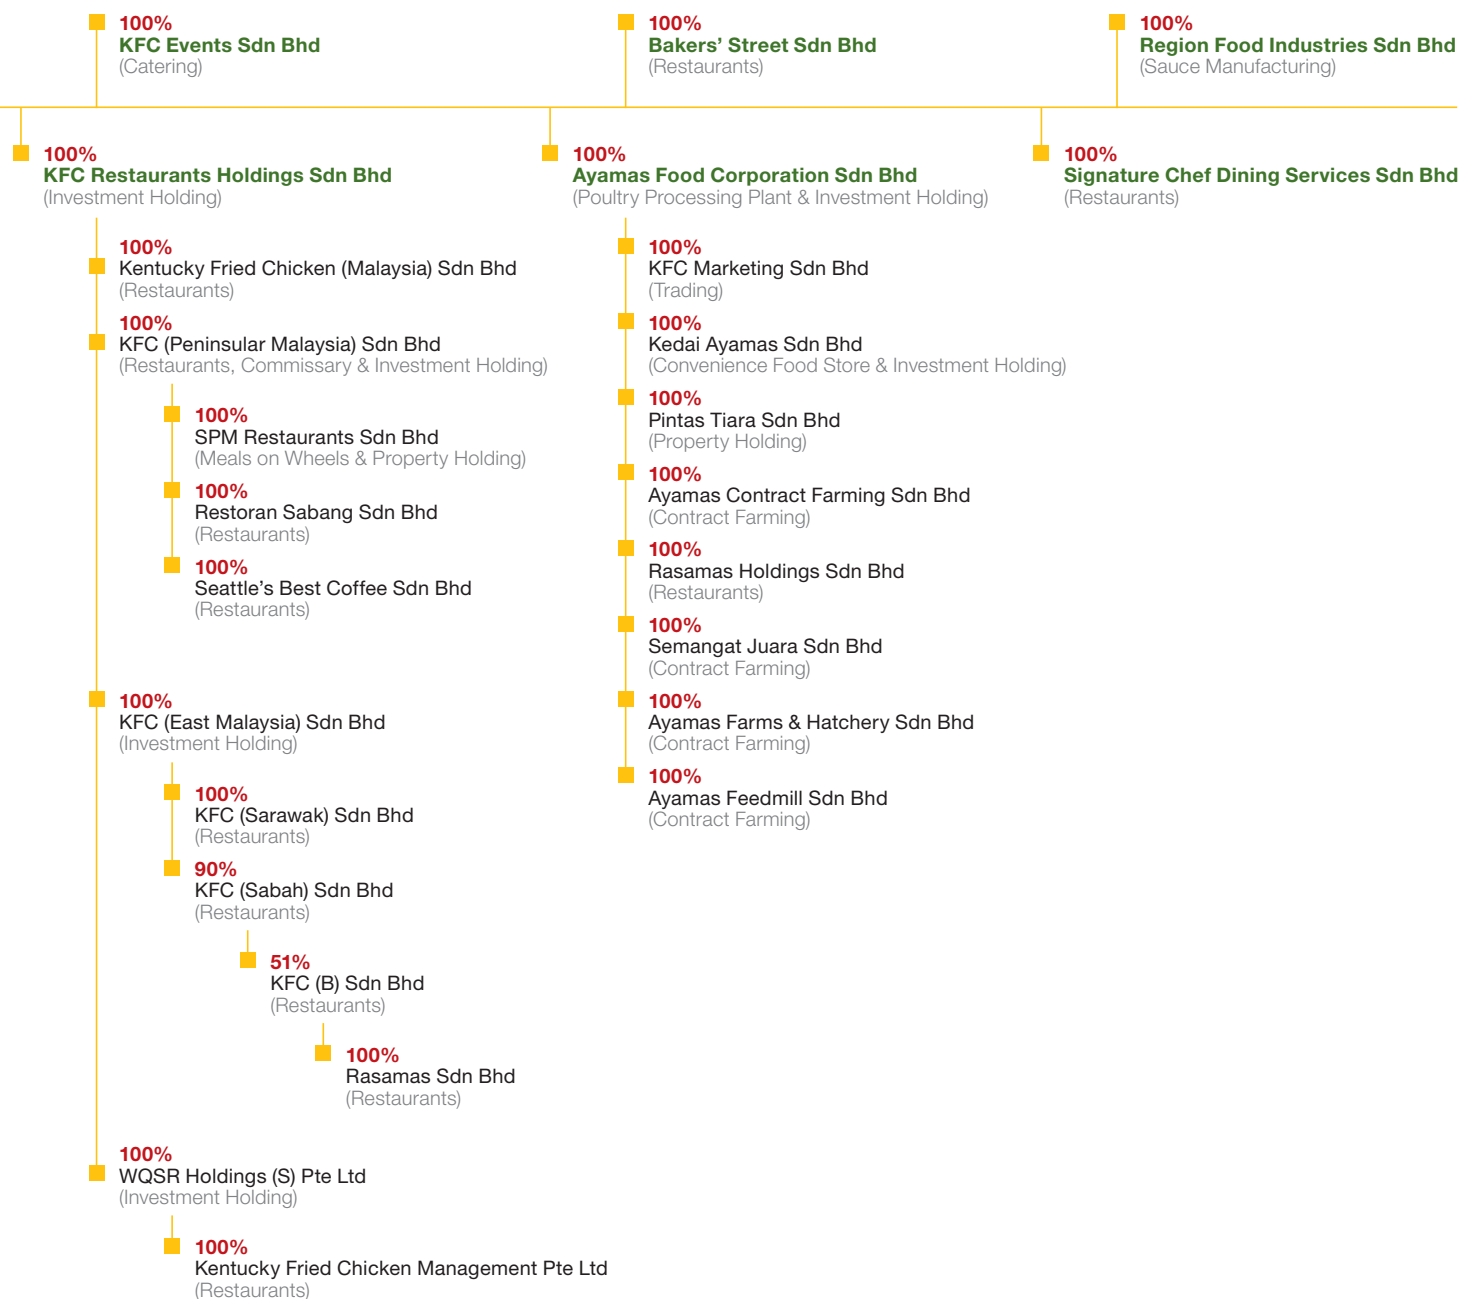 100%
KFC Events Sdn Bhd
(Catering)
100%
Bakers’ Street Sdn Bhd
(Restaurants)
100%
Region Food Industries Sdn Bhd
(Sauce Manufacturing)
100%
KFC Restaurants Holdings Sdn Bhd
(Investment Holding)
100%
Kentucky Fried Chicken (Malaysia) Sdn Bhd
(Restaurants)
100%
KFC (Peninsular Malaysia) Sdn Bhd
(Restaurants, Commissary & Investment Holding)
100%
SPM Restaurants Sdn Bhd
(Meals on Wheels & Property Holding)
100%
Restoran Sabang Sdn Bhd
(Restaurants)
100%
Seattle’s Best Coffee Sdn Bhd
(Restaurants)
100%
KFC (East Malaysia) Sdn Bhd
(Investment Holding)
100%
KFC (Sarawak) Sdn Bhd
(Restaurants)
90%
KFC (Sabah) Sdn Bhd
(Restaurants)
51%
KFC (B) Sdn Bhd
(Restaurants)
100%
Rasamas Sdn Bhd
(Restaurants)
100%
WQSR Holdings (S) Pte Ltd
(Investment Holding)
100%
Kentucky Fried Chicken Management Pte Ltd
(Restaurants)
100%
Ayamas Food Corporation Sdn Bhd
(Poultry Processing Plant & Investment Holding)
100%
KFC Marketing Sdn Bhd
(Trading)
100%
Kedai Ayamas Sdn Bhd
(Convenience Food Store & Investment Holding)
100%
Pintas Tiara Sdn Bhd
(Property Holding)
100%
Ayamas Contract Farming Sdn Bhd
(Contract Farming)
100%
Rasamas Holdings Sdn Bhd
(Restaurants)
100%
Semangat Juara Sdn Bhd
(Contract Farming)
100%
Ayamas Farms & Hatchery Sdn Bhd
(Contract Farming)
100%
Ayamas Feedmill Sdn Bhd
(Contract Farming)
100%
Signature Chef Dining Services Sdn Bhd
(Restaurants)